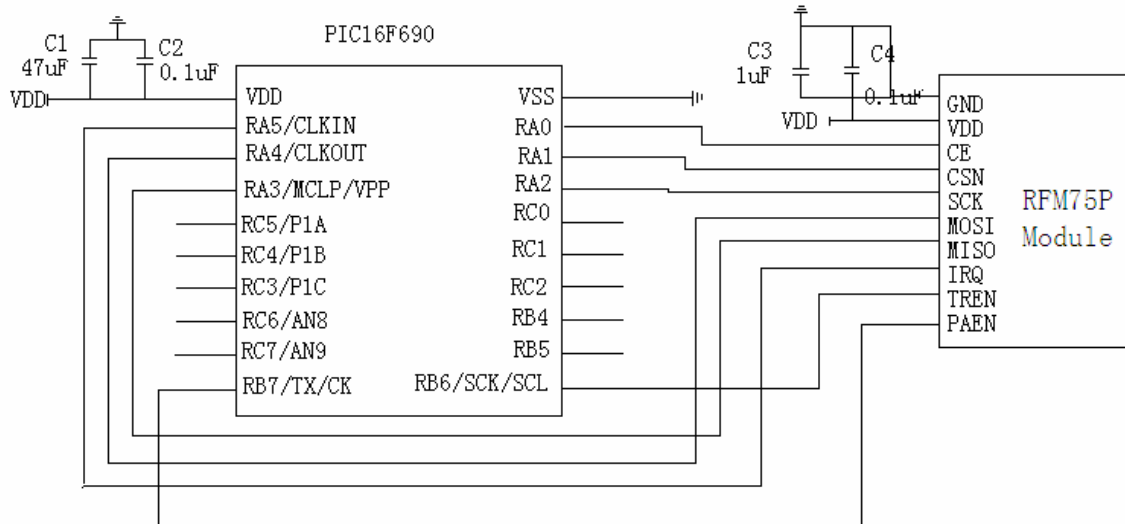 PIC16F690
C1
47uF
C2
0.1uF
VDD
C3
1uF
C4
0.1uF
VDD
VDD
RA5/CLKIN
RA4/CLKOUT
RA3/MCLP/VPP
RC5/P1A
RC4/P1B
RC3/P1C
RC6/AN8
RC7/AN9
RB7/TX/CK
VSS
RA0
RA1
RA2
RC0
RC1
RC2
RB4
RB5
RB6/SCK/SCL
GND
VDD
CE
CSN
SCK
MOSI
MISO
IRQ
TREN
PAEN
RFM75P
Module